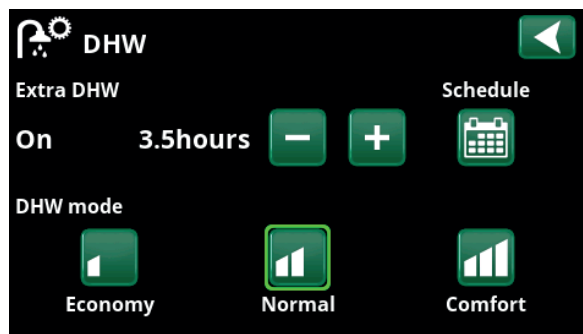 DHW
Extra DHW Schedule
On 3.5hours
DHW mode
Economy Normal Comfort